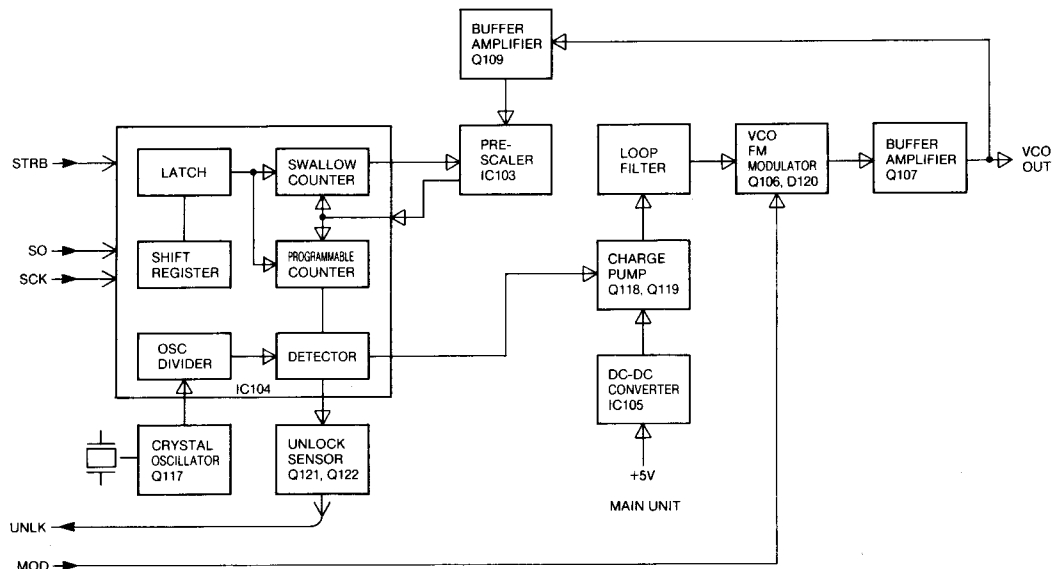 BUFFER
AMPLIFIER
Q109
STRB
LATCH
SWALLOW
COUNTER
PRE-
SCALER
IC103
LOOP
FILTER
VCO
FM
MODULATOR
Q106, D120
BUFFER
AMPLIFIER
Q107
VCO
OUT
SO
SCK
SHIFT
REGISTER
PROGRAMMABLE
COUNTER
CHARGE
PUMP
Q118, Q119
OSC
DIVIDER
DETECTOR
IC104
DC-DC
CONVERTER
IC105
CRYSTAL
OSCILLATOR
Q117
UNLOCK
SENSOR
Q121, Q122
+5V
MAIN UNIT
UNLK
MOD